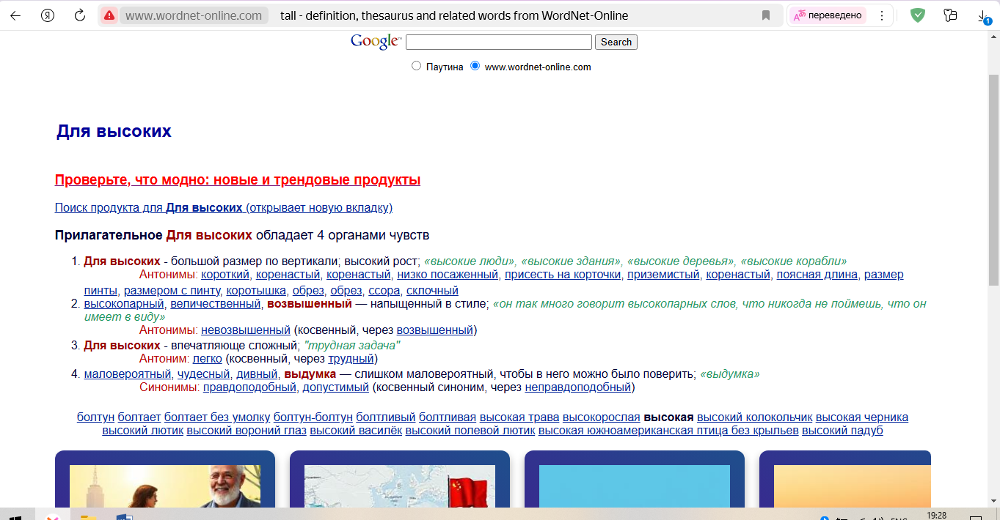 www.wordnet-online.com tall - definition, thesaurus and related words from WordNet-Online переведено 1
Google™ Search
Паутина www.wordnet-online.com
Для высоких
Проверьте, что модно: новые и трендовые продукты
Поиск продукта для Для высоких (открывает новую вкладку)
Прилагательное Для высоких обладает 4 органами чувств
1. Для высоких - большой размер по вертикали; высокий рост; «высокие люди», «высокие здания», «высокие деревья», «высокие корабли»
Антонимы: короткий, коренастый, коренастый, низко посаженный, присесть на корточки, приземистый, коренастый, поясная длина, размер
пинты, размером с пинту, коротышка, обрез, обрез, ссора, склочный
2. высокопарный, величественный, возвышенный — напыщенный в стиле; «он так много говорит высокопарных слов, что никогда не поймешь, что он
имеет в виду»
Антонимы: невозвышенный (косвенный, через возвышенный)
3. Для высоких - впечатляюще сложный; "трудная задача"
Антоним: легко (косвенный, через трудный)
4. маловероятный, чудесный, дивный, выдумка — слишком маловероятный, чтобы в него можно было поверить; «выдумка»
Синонимы: правдоподобный, допустимый (косвенный синоним, через неправдоподобный)
болтун болтает болтает без умолку болтун-болтун болтливый болтливая высокая трава высокорослая высокая высокий колокольчик высокая черника
высокий лютик высокий вороний глаз высокий василёк высокий полевой лютик высокая южноамериканская птица без крыльев высокий падуб
19:28